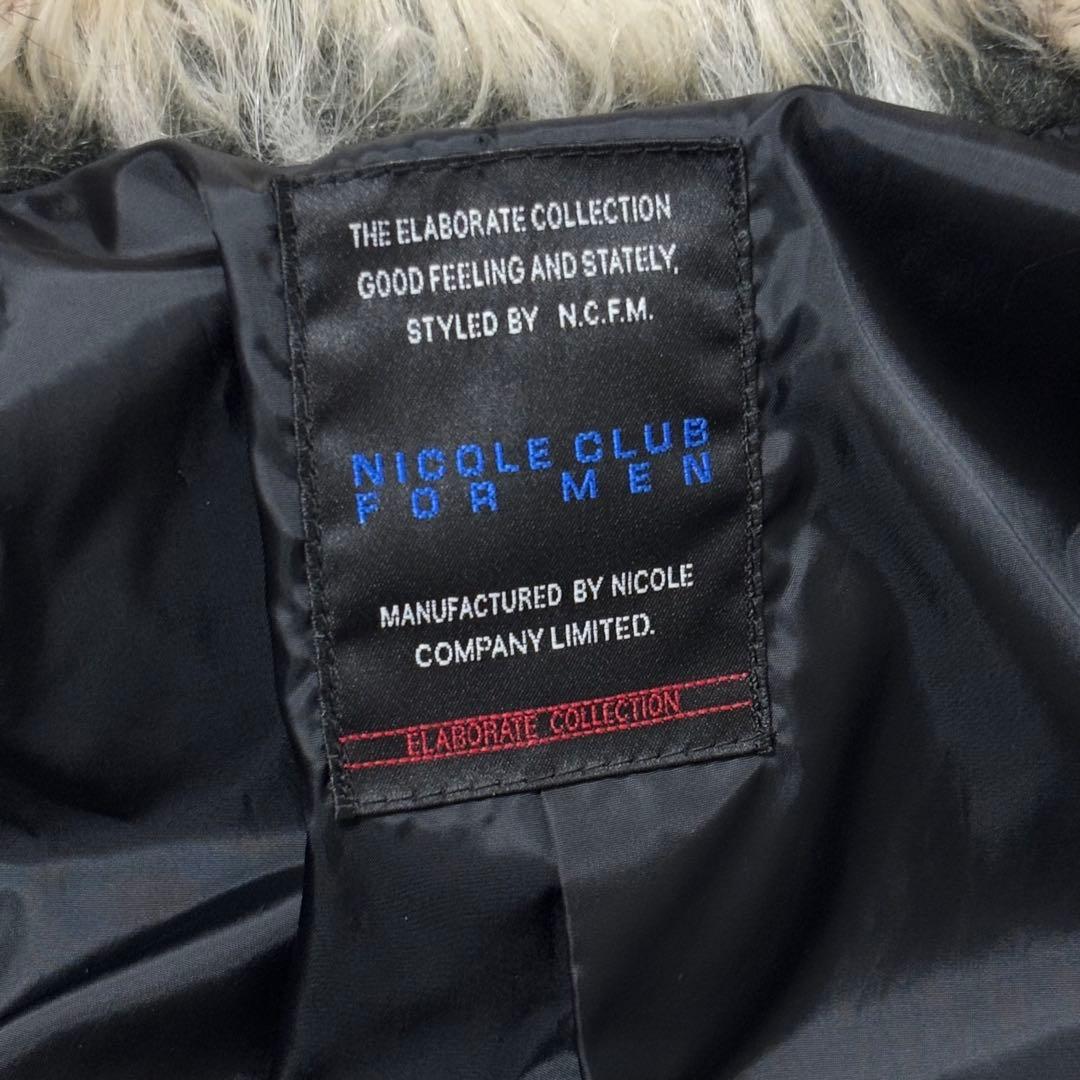 THE ELABORATE COLLECTION
GOOD FEELING AND STATELY,
STYLED BY N.C.F.M.
NICOLE CLUB
FOR MEN
MANUFACTURED BY NICOLE
COMPANY LIMITED.
ELABORATE COLLECTION